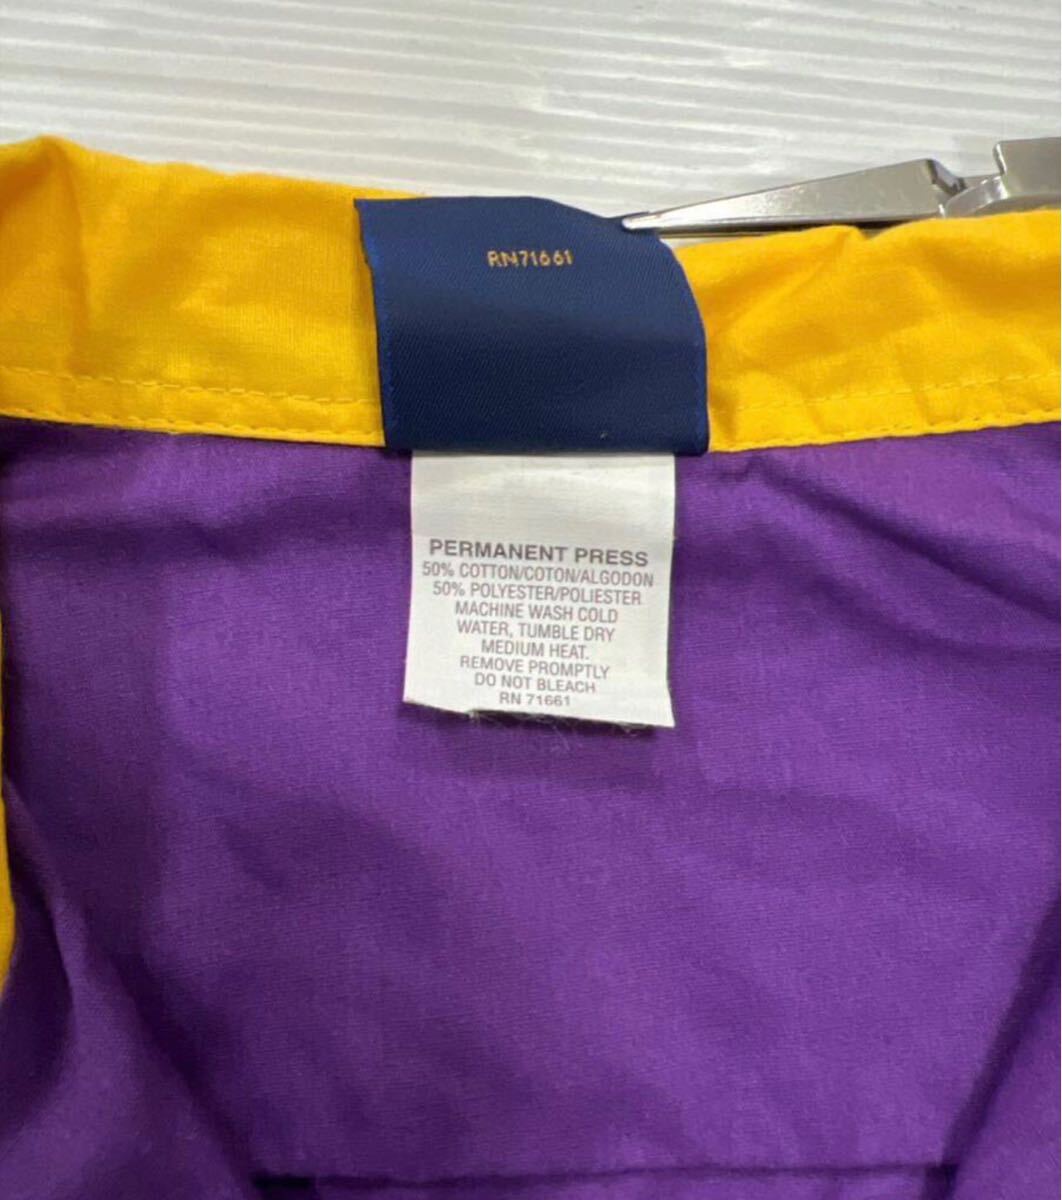 RN71661
PERMANENT PRESS
50% COTTON/COTON/ALGODON
50% POLYESTER/POLIESTER
MACHINE WASH COLD
WATER, TUMBLE DRY
MEDIUM HEAT.
REMOVE PROMPTLY
DO NOT BLEACH
RN 71661